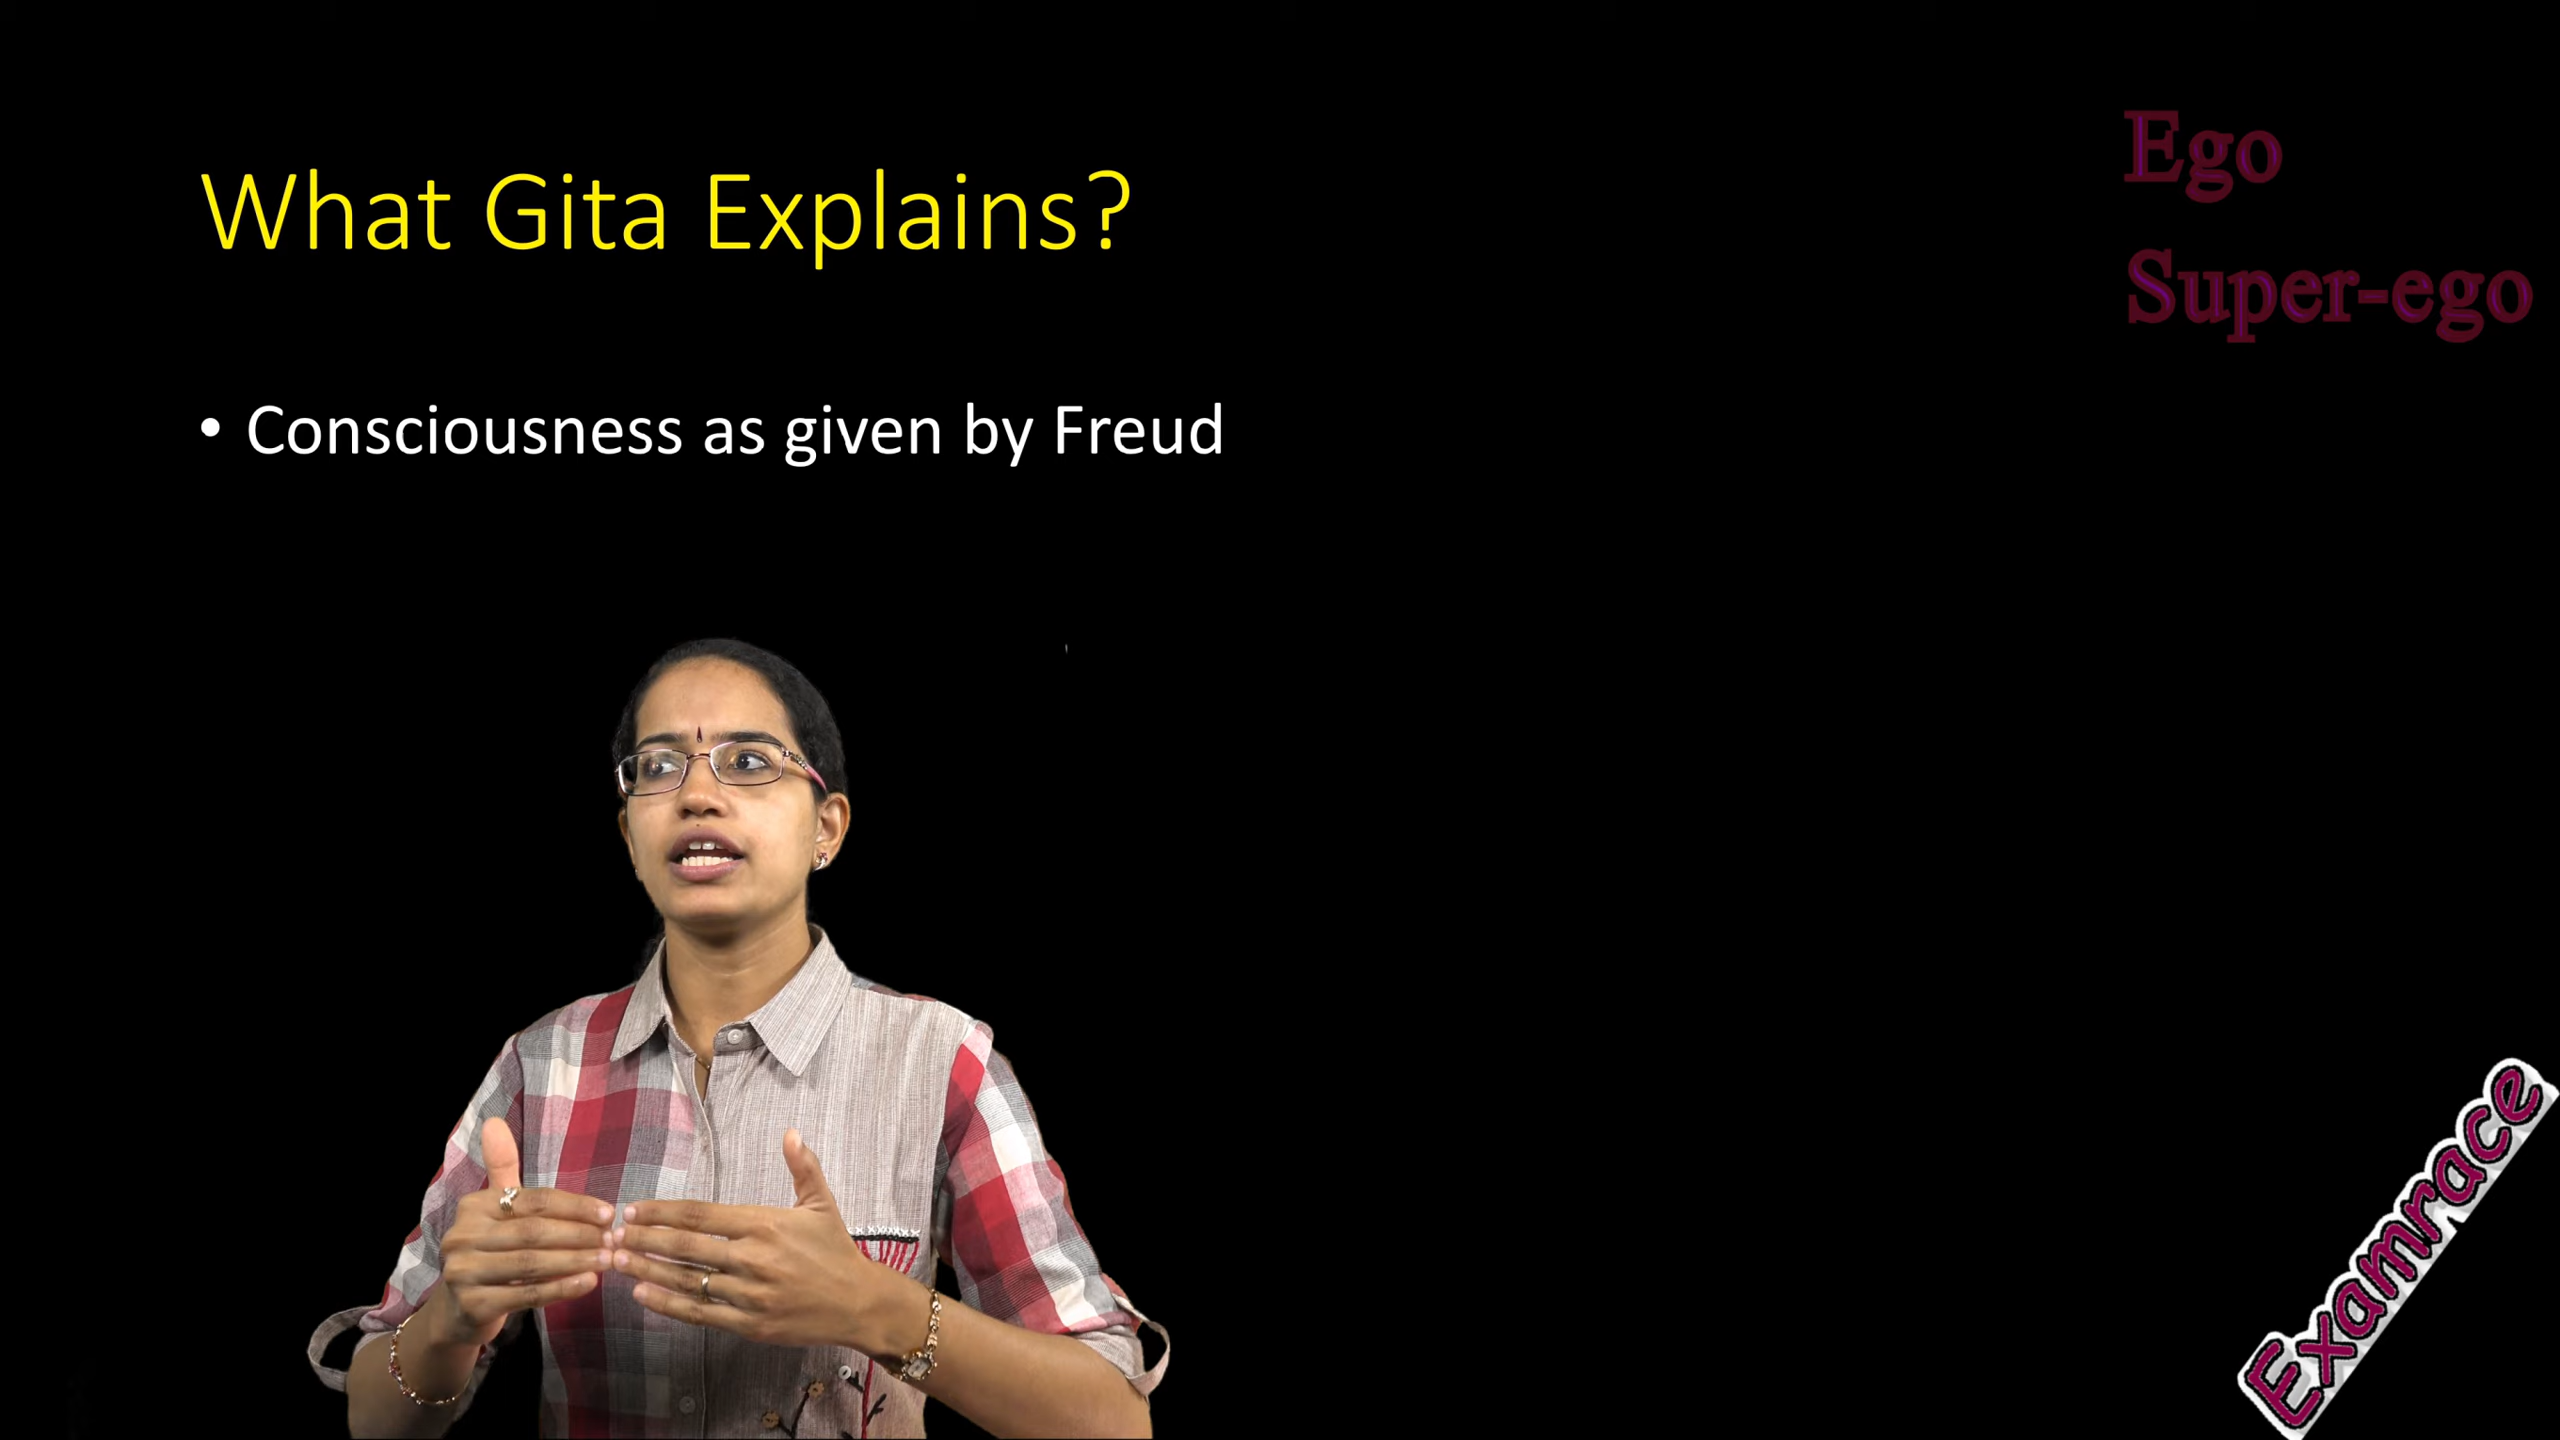 What Gita Explains?
Ego
Super-ego
• Consciousness as given by Freud
Examrace